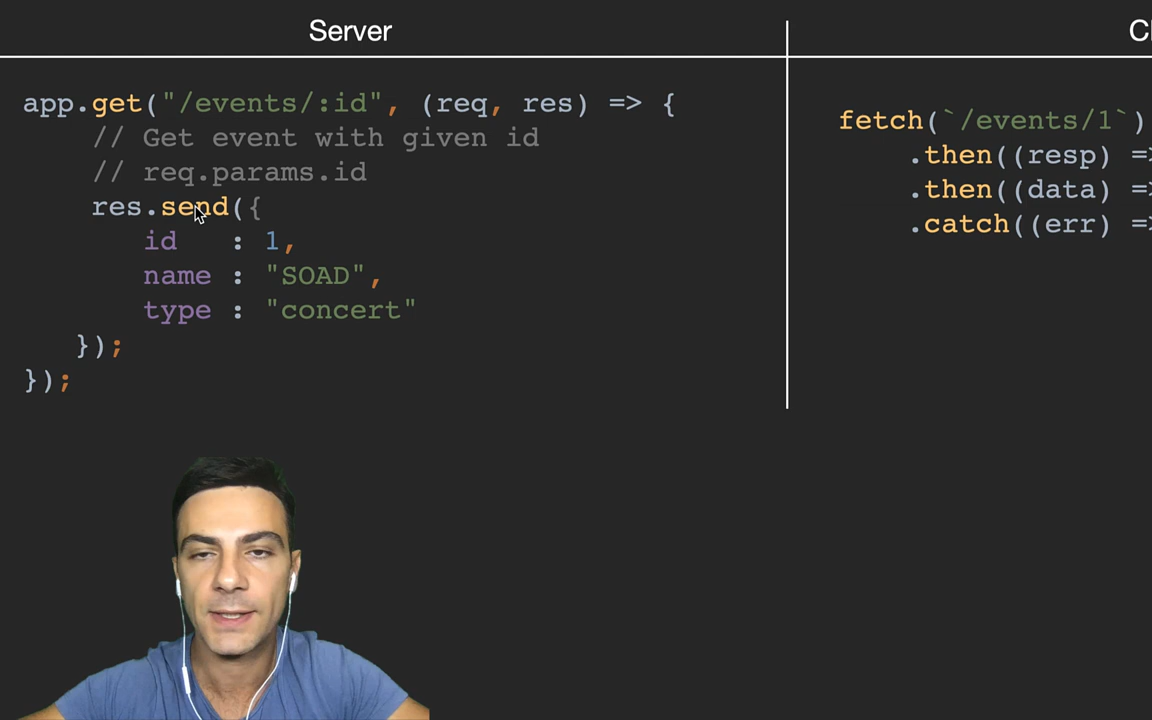 Server
app.get("/events/:id", (req, res) => {
// Get event with given id
// req.params.id
res.send({
id : 1,
name : "SOAD",
type : "concert"
});
});
fetch(`/events/1`)
.then((resp) =>
.then((data) =>
.catch((err) =>